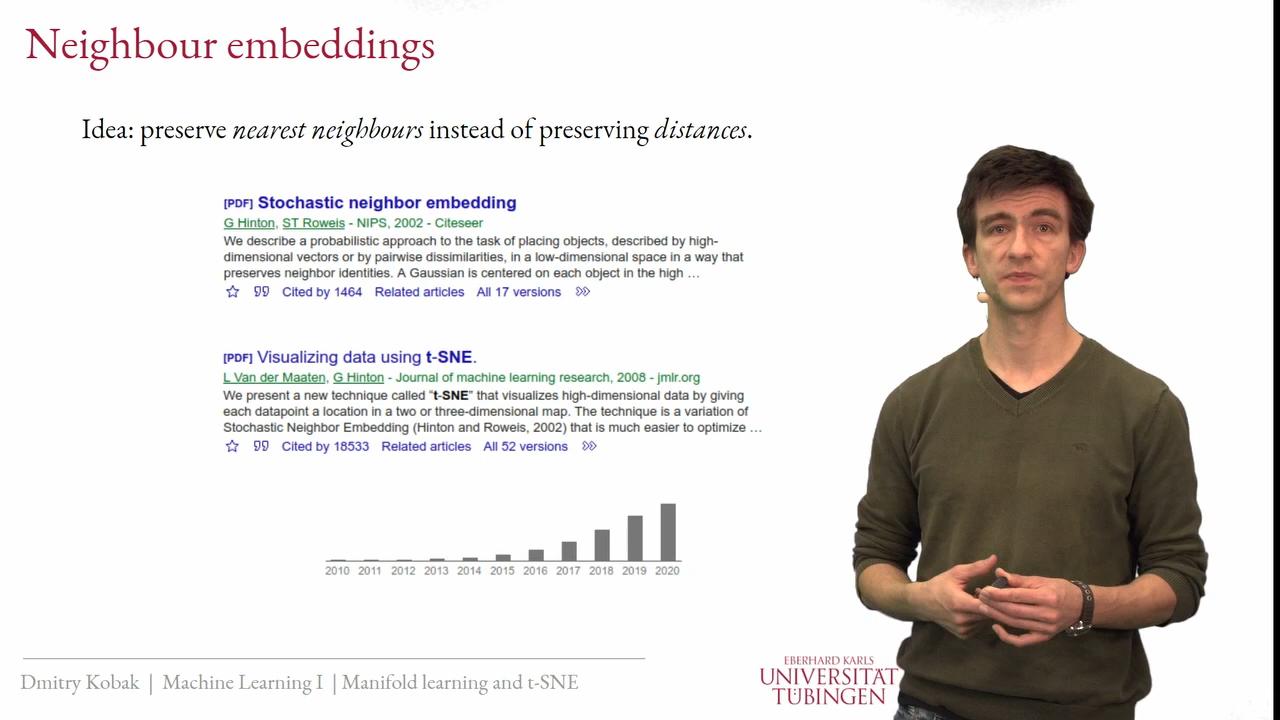 Neighbour embeddings
Idea: preserve nearest neighbours instead of preserving distances.
[PDF] Stochastic neighbor embedding
G Hinton, ST Roweis - NIPS, 2002 - Citeseer
We describe a probabilistic approach to the task of placing objects, described by high-
dimensional vectors or by pairwise dissimilarities, in a low-dimensional space in a way that
preserves neighbor identities. A Gaussian is centered on each object in the high …
Cited by 1464 Related articles All 17 versions
[PDF] Visualizing data using t-SNE.
L Van der Maaten, G Hinton - Journal of machine learning research, 2008 - jmlr.org
We present a new technique called "t-SNE" that visualizes high-dimensional data by giving
each datapoint a location in a two or three-dimensional map. The technique is a variation of
Stochastic Neighbor Embedding (Hinton and Roweis, 2002) that is much easier to optimize …
Cited by 18533 Related articles All 52 versions
2010 2011 2012 2013 2014 2015 2016 2017 2018 2019 2020
Dmitry Kobak | Machine Learning I | Manifold learning and t-SNE
EBERHARD KARLS
UNIVERSITÄT
TÜBINGEN